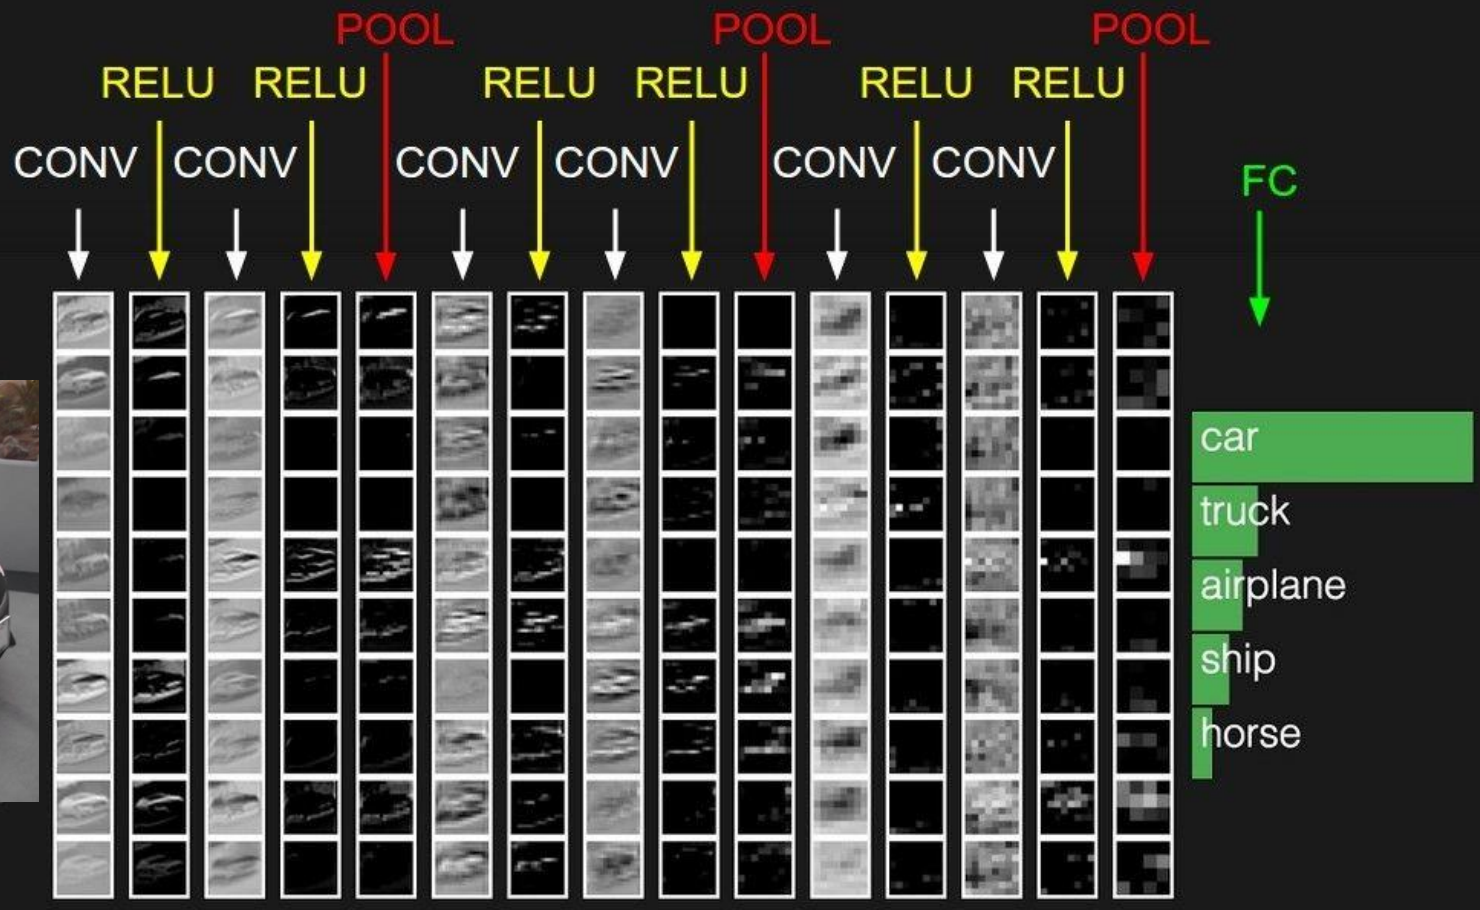 POOL POOL POOL
RELU RELU RELU RELU RELU RELU
CONV CONV CONV CONV CONV CONV
FC
car
truck
airplane
ship
horse